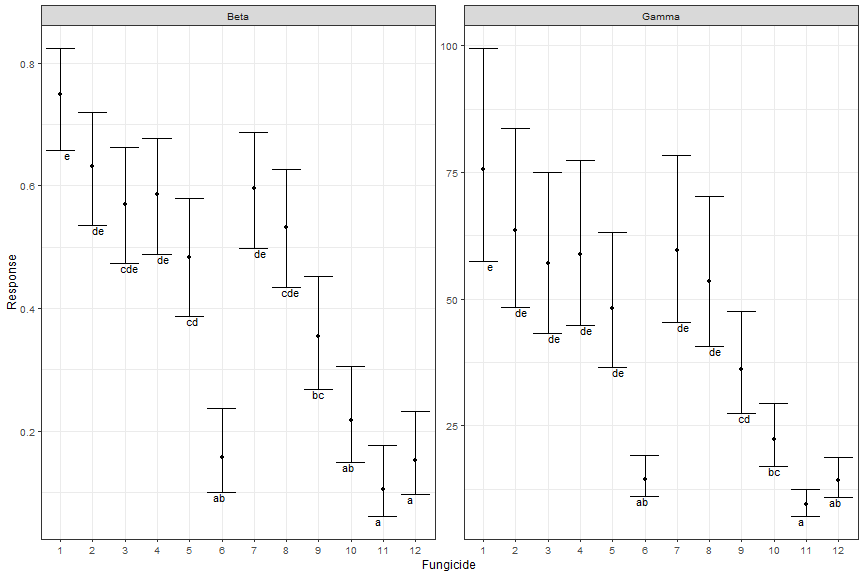 Beta Gamma
100
0.8
e
75
0.6
de
de de
cde
cde
e
Response
50
de
0.4
cd
de
de
de
de
de
bc
25
cd
0.2
ab
bc
ab
a
ab
ab
a
a
1 2 3 4 5 6 7 8 9 10 11 12 1 2 3 4 5 6 7 8 9 10 11 12
Fungicide